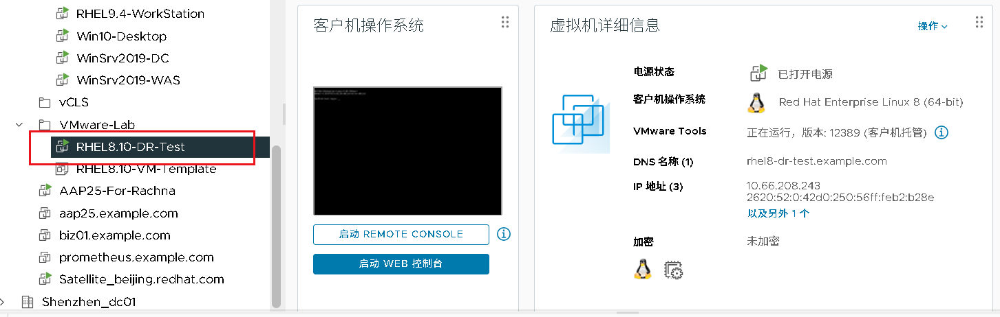 RHEL9.4-WorkStation
Win10-Desktop
WinSrv2019-DC
WinSrv2019-WAS
vCLS
VMware-Lab
RHEL8.10-DR-Test
RHEL8.10-VM-Template
AAP25-For-Rachna
aap25.example.com
biz01.example.com
prometheus.example.com
Satellite_beijing.redhat.com
Shenzhen_dc01
客户机操作系统
启动 REMOTE CONSOLE
启动 WEB 控制台
虚拟机详细信息
操作
电源状态 已打开电源
客户机操作系统 Red Hat Enterprise Linux 8 (64-bit)
VMware Tools 正在运行，版本: 12389 (客户机托管)
DNS 名称 (1) rhel8-dr-test.example.com
IP 地址 (3) 10.66.208.243
2620:52:0:42d0:250:56ff:feb2:b28e
以及另外 1 个
加密 未加密